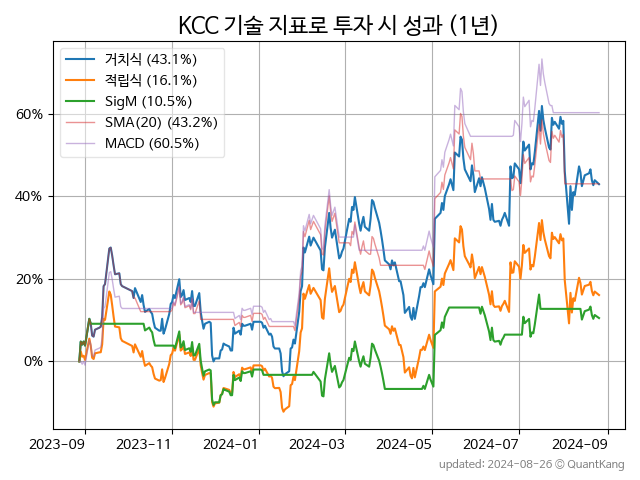 KCC 기술 지표로 투자 시 성과 (1년)
거치식 (43.1%)
적립식 (16.1%)
SigM (10.5%)
SMA(20) (43.2%)
MACD (60.5%)
60%
40%
20%
0%
2023-09 2023-11 2024-01 2024-03 2024-05 2024-07 2024-09
updated: 2024-08-26 © QuantKang